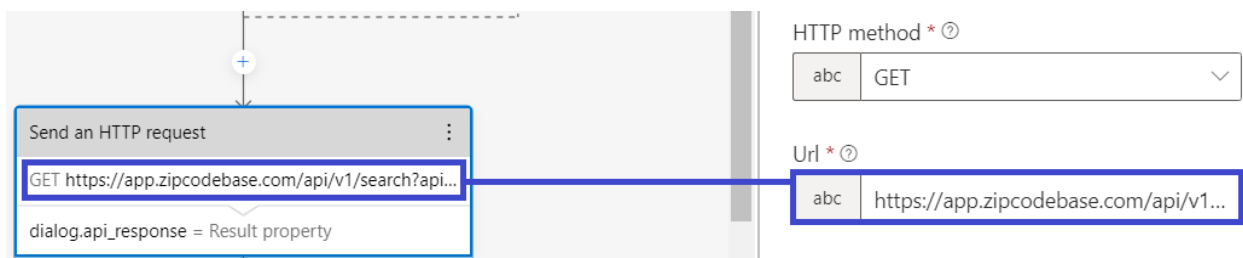 HTTP method *
abc GET
Send an HTTP request
Url *
GET https://app.zipcodebase.com/api/v1/search?api...
abc https://app.zipcodebase.com/api/v1...
dialog.api_response = Result property